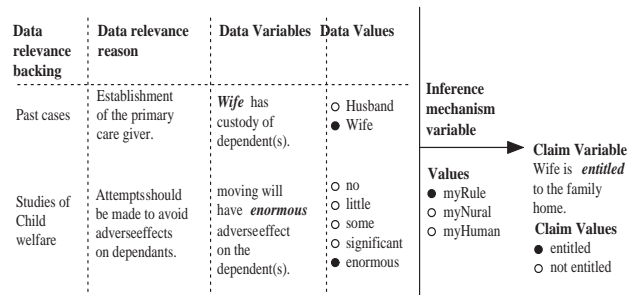 Data relevance backing
Data relevance reason
Data Variables
Data Values
Past cases
Establishment
of the primary
care giver.
Wife has
custody of
dependent(s).
Husband
Wife
Studies of
Child
welfare
Attemptsshould
be made to avoid
adverseeffects
on dependants.
moving will
have enormous
adverseeffect
on the
dependent(s).
no
little
some
significant
enormous
Inference
mechanism
variable
Values
myRule
myNural
myHuman
Claim Variable
Wife is entitled
to the family
home.
Claim Values
entitled
not entitled